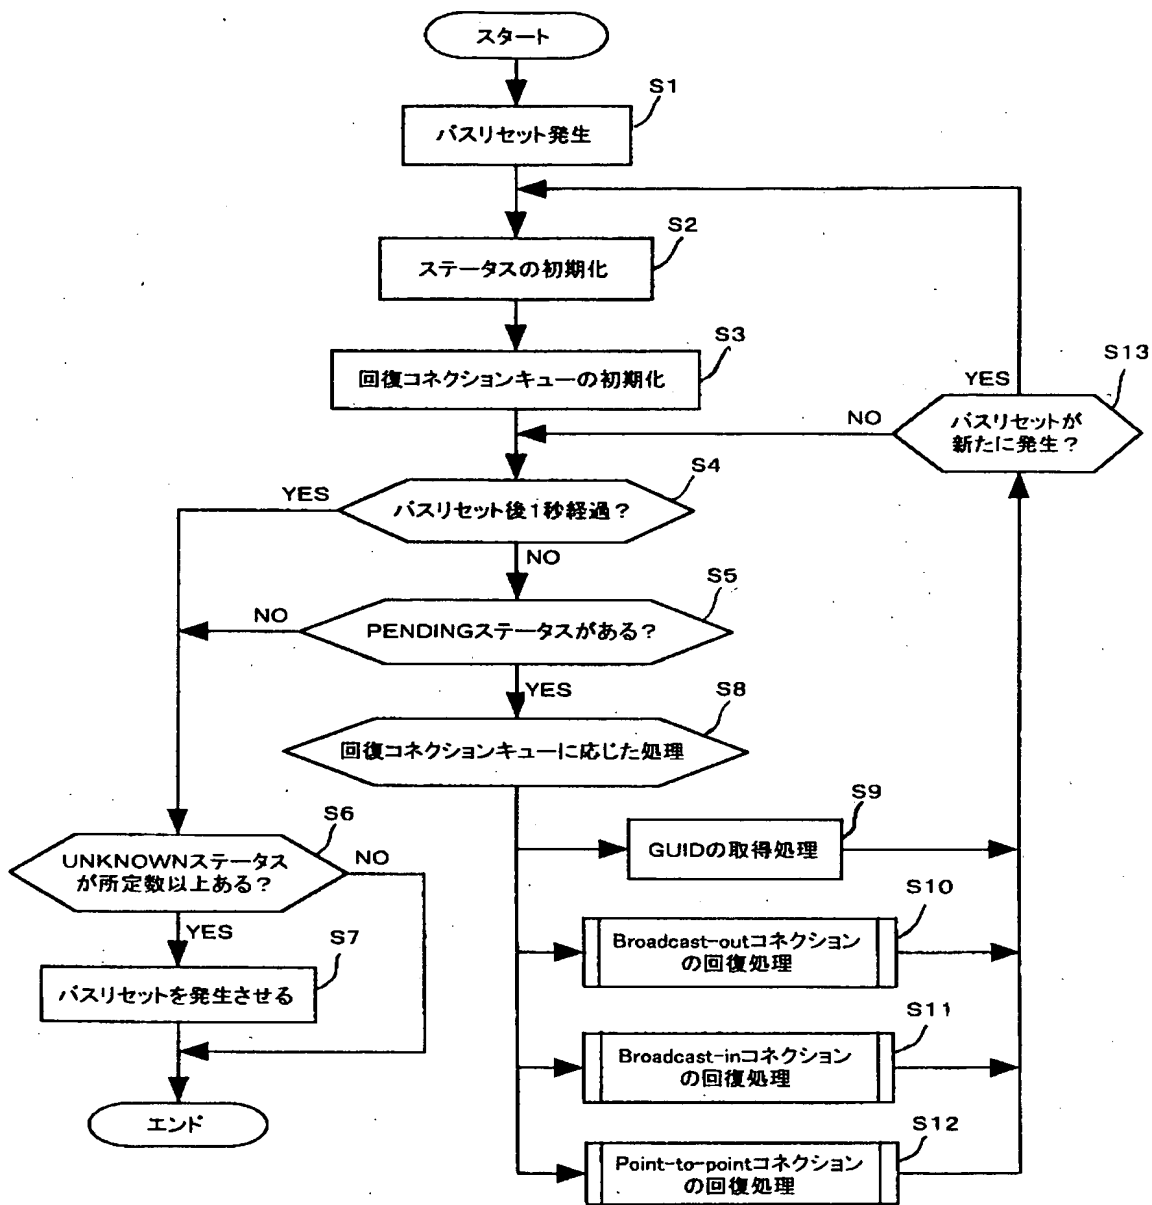 スタート
S1
バスリセット発生
S2
ステータスの初期化
S3
回復コネクションキューの初期化
S13
YES
バスリセットが
新たに発生?
NO
S4
YES
バスリセット後1秒経過?
NO
S5
NO
PENDINGステータスがある?
YES
S8
回復コネクションキューに応じた処理
S6
UNKNOWNステータス
が所定数以上ある?
NO
YES
S7
バスリセットを発生させる
エンド
S9
GUIDの取得処理
S10
Broadcast-outコネクション
の回復処理
S11
Broadcast-inコネクション
の回復処理
S12
Point-to-pointコネクション
の回復処理